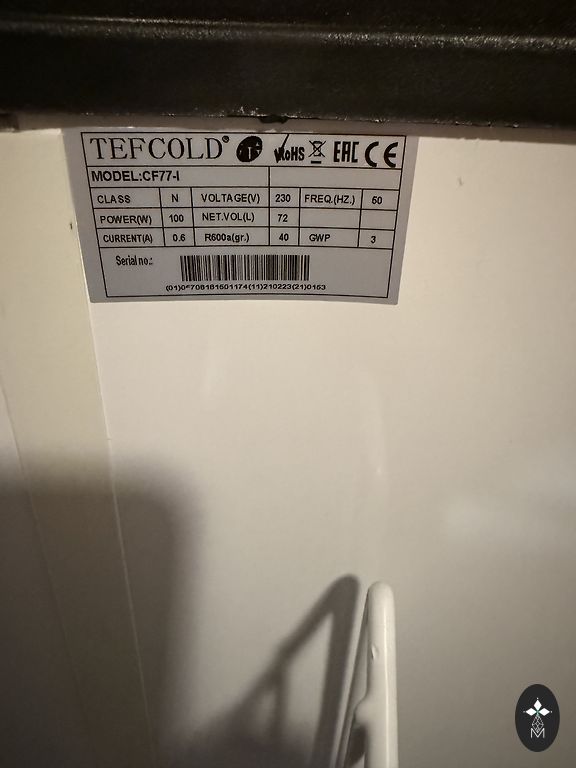 TEFCOLD® RoHS EAC CE
MODEL:CF77-I
CLASS N VOLTAGE(V) 230 FREQ.(HZ.) 50
POWER(W) 100 NET.VOL(L) 72
CURRENT(A) 0.6 R600a(gr.) 40 GWP 3
Serial no.:
(01)05708181601174(11)210223(21)0163
M